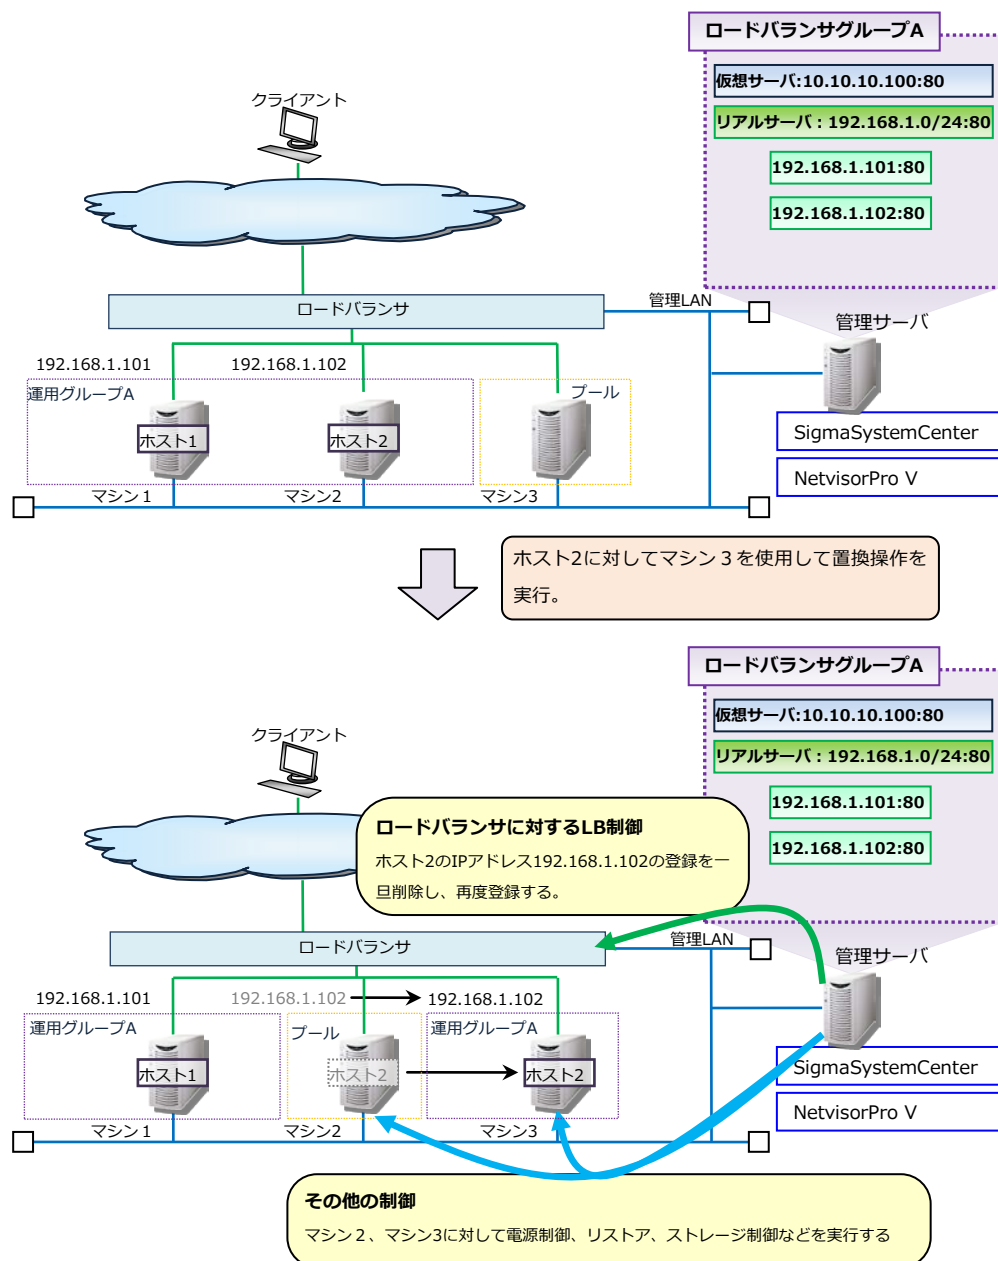 ロードバランサグループA
仮想サーバ:10.10.10.100:80
リアルサーバ：192.168.1.0/24:80
192.168.1.101:80
192.168.1.102:80
クライアント
ロードバランサ
管理LAN
管理サーバ
192.168.1.101
192.168.1.102
運用グループA
プール
ホスト1
ホスト2
SigmaSystemCenter
NetvisorPro V
マシン１
マシン2
マシン3
ホスト2に対してマシン３を使用して置換操作を
実行。
ロードバランサグループA
仮想サーバ:10.10.10.100:80
リアルサーバ：192.168.1.0/24:80
192.168.1.101:80
192.168.1.102:80
クライアント
ロードバランサに対するLB制御
ホスト2のIPアドレス192.168.1.102の登録を一
旦削除し、再度登録する。
ロードバランサ
管理LAN
管理サーバ
192.168.1.101
192.168.1.102
192.168.1.102
運用グループA
プール
運用グループA
ホスト1
ホスト2
ホスト2
SigmaSystemCenter
NetvisorPro V
マシン１
マシン2
マシン3
その他の制御
マシン２、マシン3に対して電源制御、リストア、ストレージ制御などを実行する